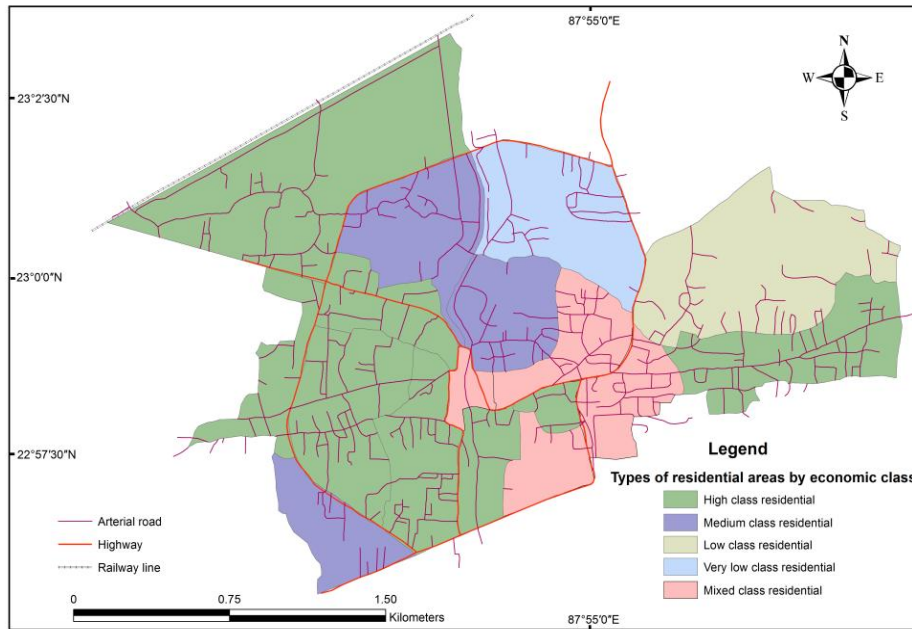 87°55'0"E
N
W E
S
23°2'30"N
23°0'0"N
22°57'30"N
Legend
Types of residential areas by economic class
High class residential
Medium class residential
Low class residential
Very low class residential
Mixed class residential
Arterial road
Highway
Railway line
0 0.75 1.50
Kilometers
87°55'0"E